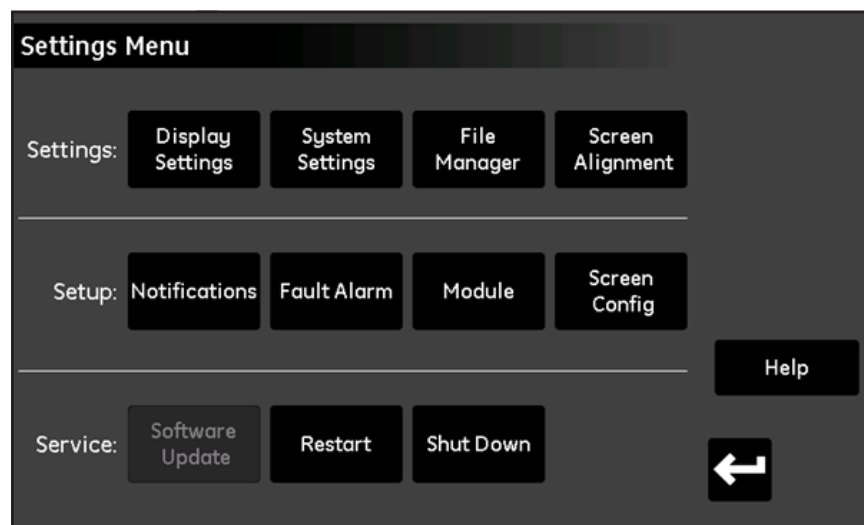 Settings Menu
Settings:
Display
Settings
System
Settings
File
Manager
Screen
Alignment
Setup:
Notifications
Fault Alarm
Module
Screen
Config
Help
Service:
Software
Update
Restart
Shut Down